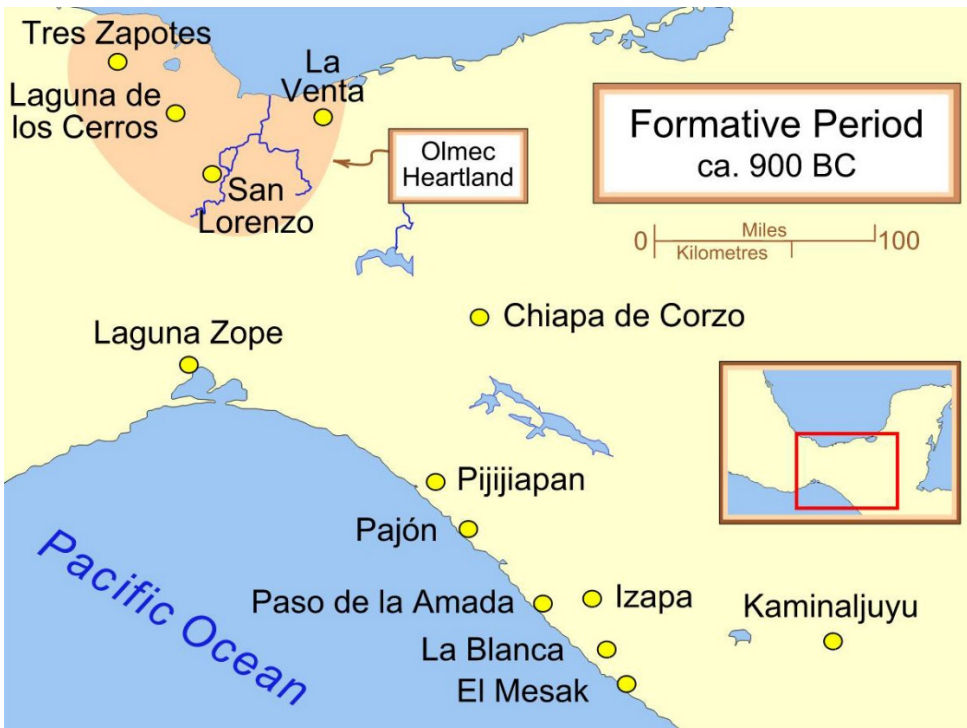 Tres Zapotes
La
Venta
Laguna de
los Cerros
San
Lorenzo
Olmec
Heartland
Formative Period
ca. 900 BC
Miles
0 100
Kilometres
Chiapa de Corzo
Laguna Zope
Pijijiapan
Pajón
Pacific Ocean
Paso de la Amada
Izapa
Kaminaljuyu
La Blanca
El Mesak